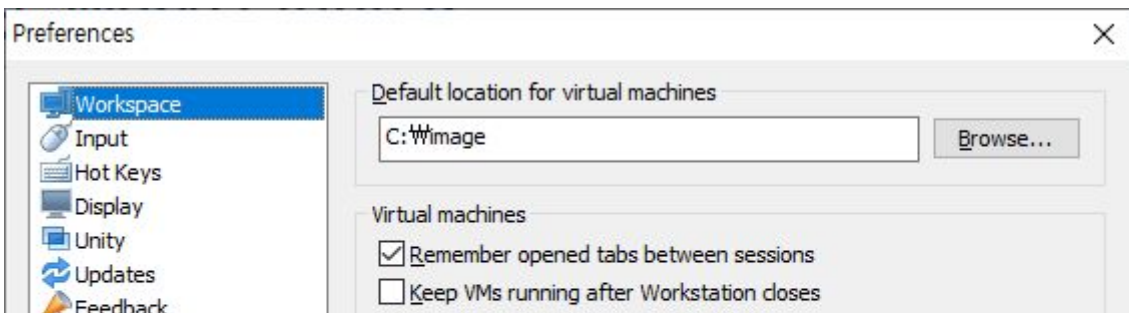 Preferences
Workspace
Input
Hot Keys
Display
Unity
Updates
Feedback
Default location for virtual machines
C:₩image
Browse...
Virtual machines
Remember opened tabs between sessions
Keep VMs running after Workstation closes